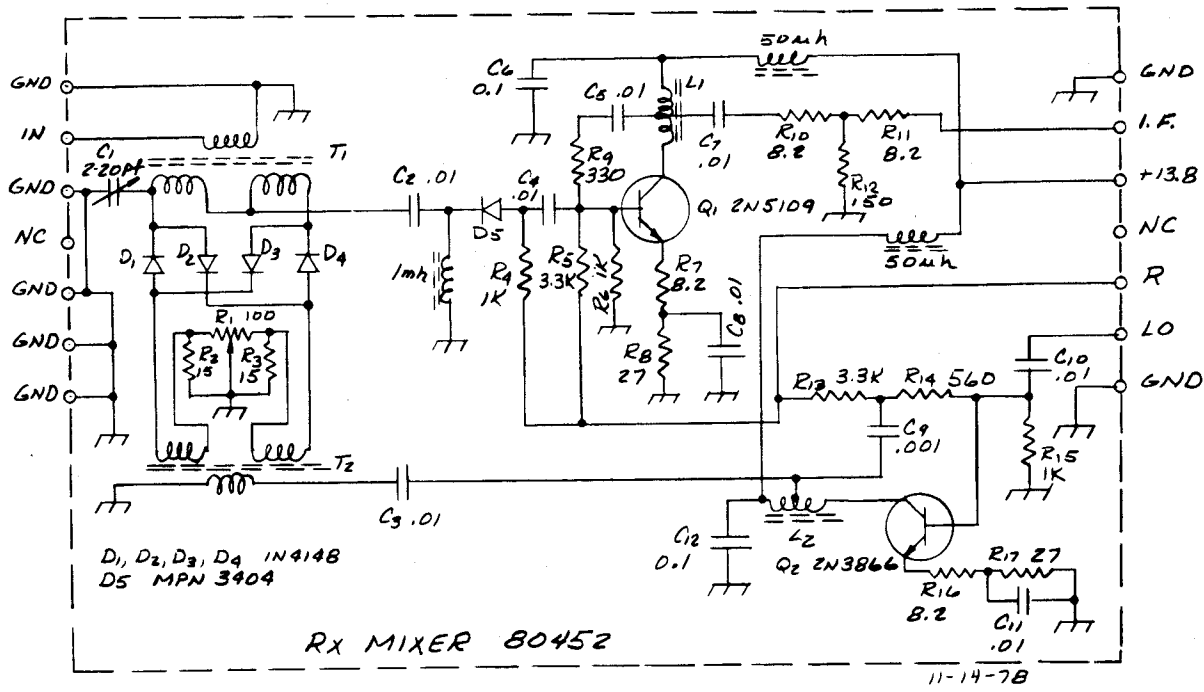 GND
IN
GND
NC
GND
GND
GND
C1
2-20pf
T1
D1
D2
D3
D4
R1 100
R2
15
R3
15
T2
C3 .01
C2 .01
1mh
D5
C4
.01
R4
1K
R5
3.3K
R6 1K
R9
330
C5 .01
C6
0.1
50uh
L1
C7
.01
R10
8.2
R11
8.2
R12
150
Q1 2N5109
50uh
R7
8.2
C8 .01
R8
27
R13 3.3K R14 560
C9
.001
C10
.01
R15
1K
L2
C12
0.1
Q2 2N3866
R16
8.2
R17 27
C11
.01
GND
I.F.
+13.8
NC
R
LO
GND
D1, D2, D3, D4 1N4148
D5 MPN 3404
RX MIXER 80452
11-14-78